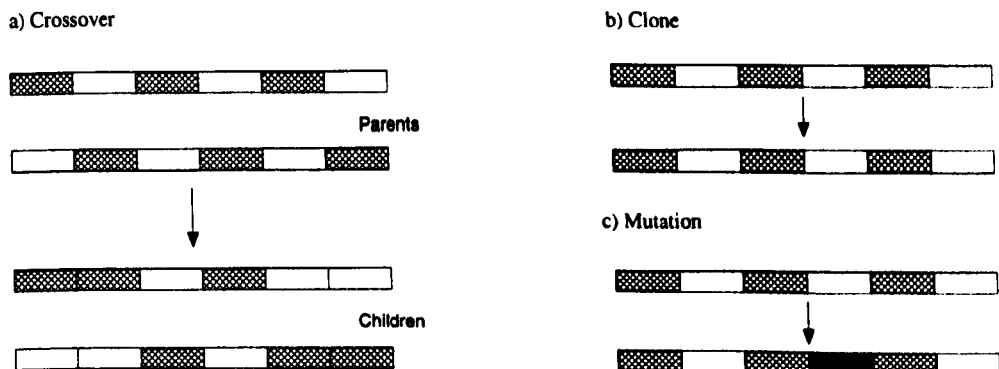 a) Crossover
Parents
Children
b) Clone
c) Mutation